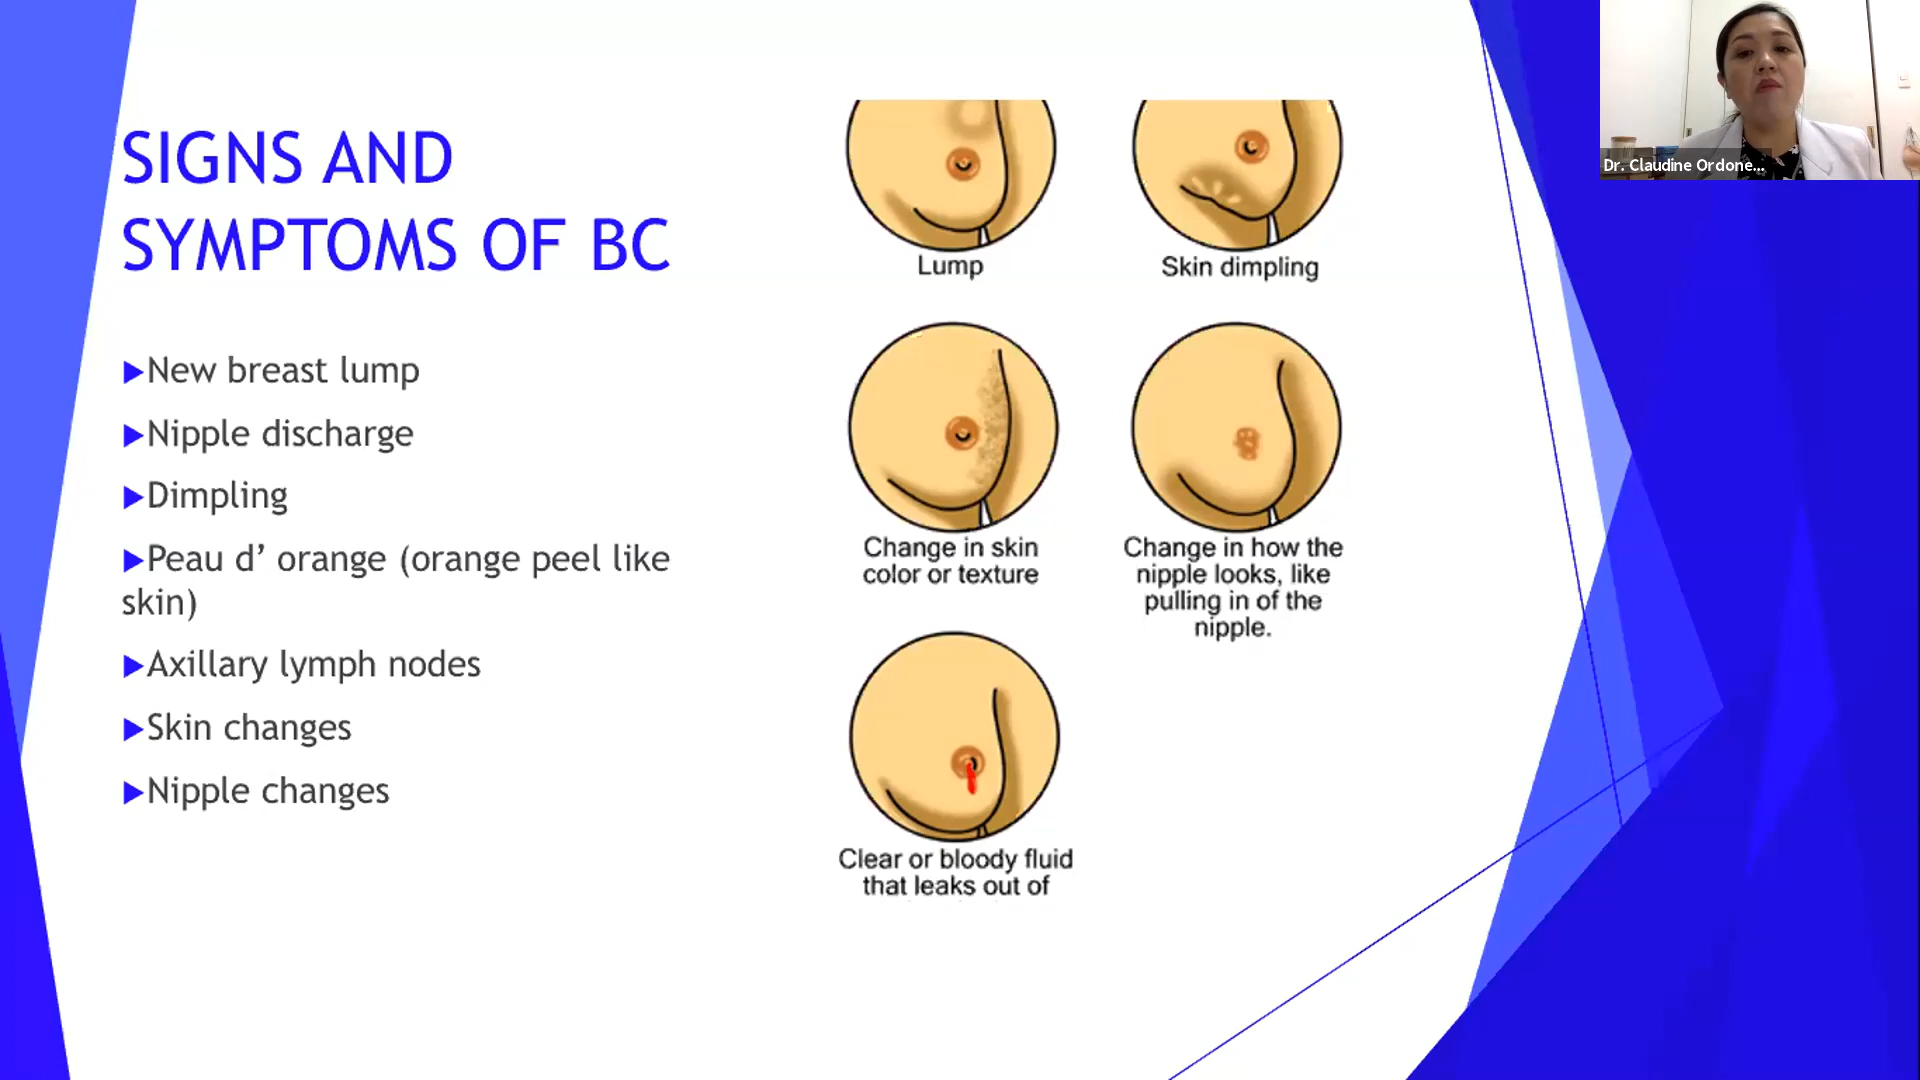 SIGNS AND
SYMPTOMS OF BC
▶New breast lump
▶Nipple discharge
▶Dimpling
▶Peau d’ orange (orange peel like
skin)
▶Axillary lymph nodes
▶Skin changes
▶Nipple changes
Lump
Skin dimpling
Change in skin
color or texture
Change in how the
nipple looks, like
pulling in of the
nipple.
Clear or bloody fluid
that leaks out of
Dr. Claudine Ordone...